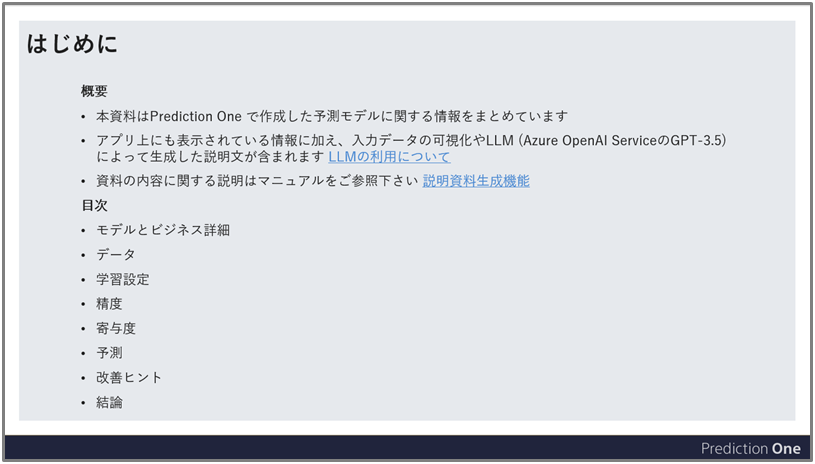 はじめに
概要
• 本資料はPrediction One で作成した予測モデルに関する情報をまとめています
• アプリ上にも表示されている情報に加え、入力データの可視化やLLM (Azure OpenAI ServiceのGPT-3.5)
によって生成した説明文が含まれます LLMの利用について
• 資料の内容に関する説明はマニュアルをご参照下さい 説明資料生成機能
目次
• モデルとビジネス詳細
• データ
• 学習設定
• 精度
• 寄与度
• 予測
• 改善ヒント
• 結論
Prediction One